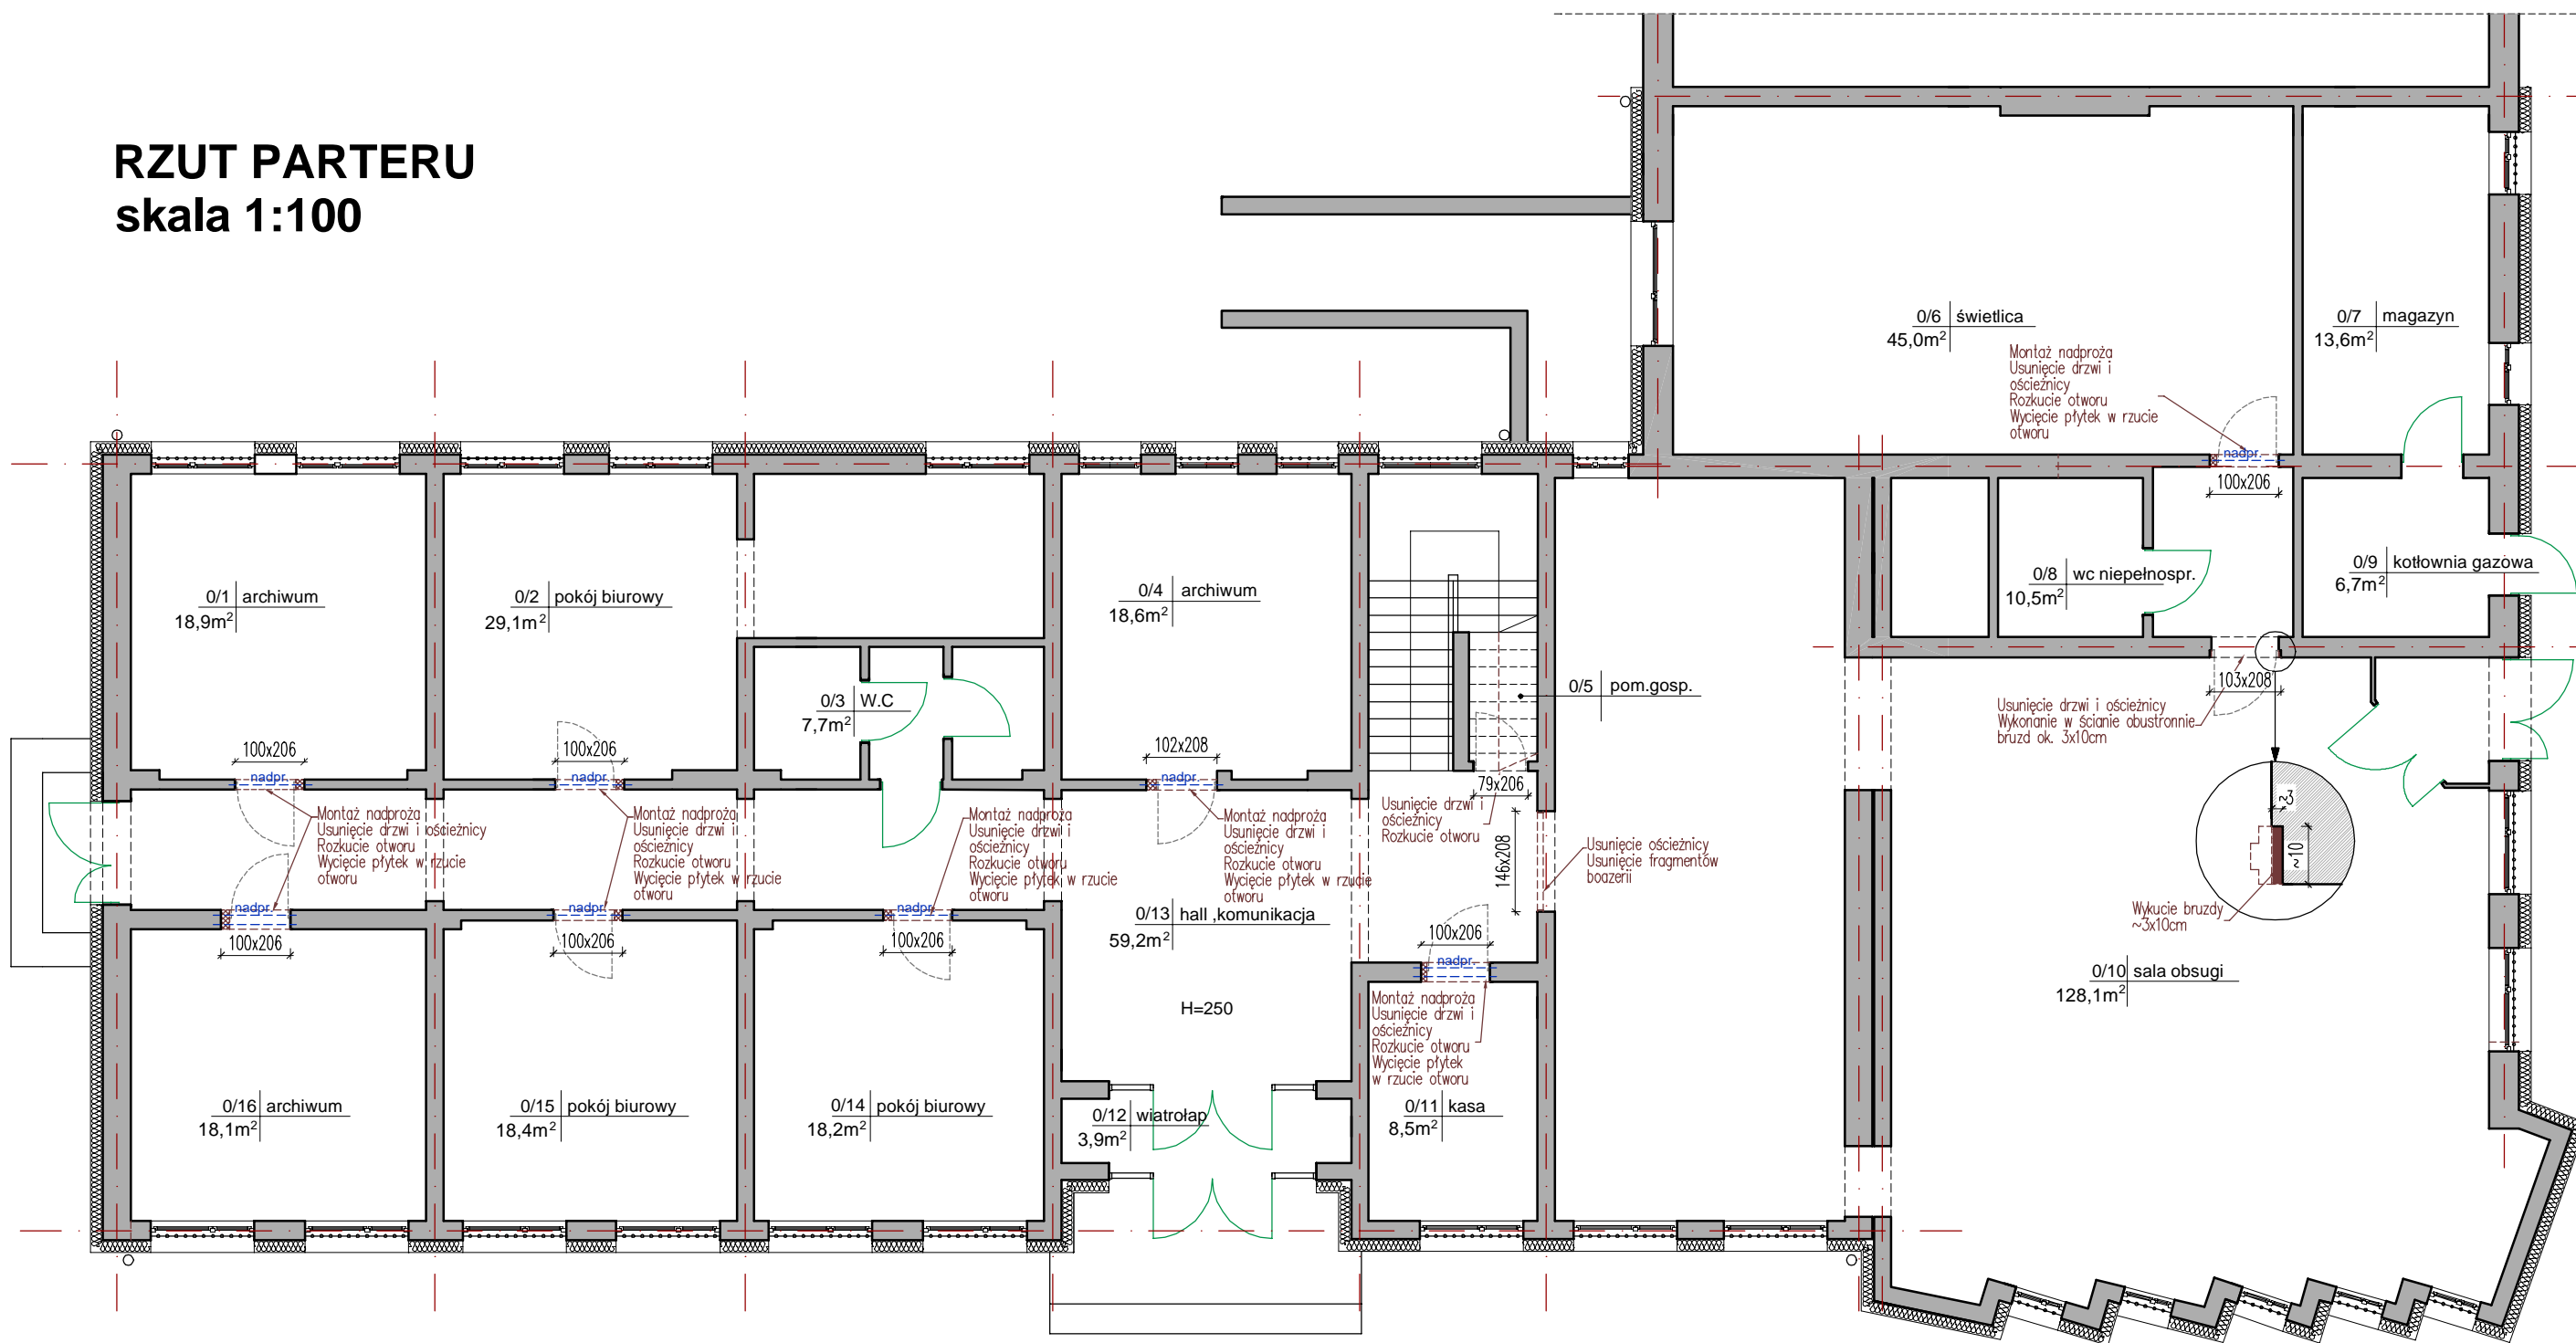 RZUT PARTERU
skala 1:100
0/6 świetlica
45,0m²
0/7 magazyn
13,6m²
Montaż nadproża
Usunięcie drzwi i
ościeżnicy
Rozkucie otworu
Wycięcie płytek w rzucie
otworu
nadpr.
100x206
0/1 archiwum
18,9m²
0/2 pokój biurowy
29,1m²
0/4 archiwum
18,6m²
0/8 wc niepełnospr.
10,5m²
0/9 kotłownia gazowa
6,7m²
0/3 W.C
7,7m²
0/5 pom.gosp.
103x208
Usunięcie drzwi i ościeżnicy
Wykonanie w ścianie obustronnie
bruzd ok. 3x10cm
100x206
nadpr.
100x206
nadpr.
102x208
nadpr.
79x206
Montaż nadproża
Usunięcie drzwi i ościeżnicy
Rozkucie otworu
Wycięcie płytek w rzucie
otworu
Montaż nadproża
Usunięcie drzwi i
ościeżnicy
Rozkucie otworu
Wycięcie płytek w rzucie
otworu
Montaż nadproża
Usunięcie drzwi i
ościeżnicy
Rozkucie otworu
Wycięcie płytek w rzucie
otworu
Montaż nadproża
Usunięcie drzwi i
ościeżnicy
Rozkucie otworu
Wycięcie płytek w rzucie
otworu
Usunięcie drzwi i
ościeżnicy
Rozkucie otworu
146x208
Usunięcie ościeżnicy
Usunięcie fragmentów
boazerii
~3
~10
Wykucie bruzdy
~3x10cm
nadpr.
100x206
nadpr.
100x206
nadpr.
100x206
0/13 hall ,komunikacja
59,2m²
H=250
100x206
nadpr.
Montaż nadproża
Usunięcie drzwi i
ościeżnicy
Rozkucie otworu
Wycięcie płytek
w rzucie otworu
0/10 sala obsugi
128,1m²
0/16 archiwum
18,1m²
0/15 pokój biurowy
18,4m²
0/14 pokój biurowy
18,2m²
0/12 wiatrołap
3,9m²
0/11 kasa
8,5m²